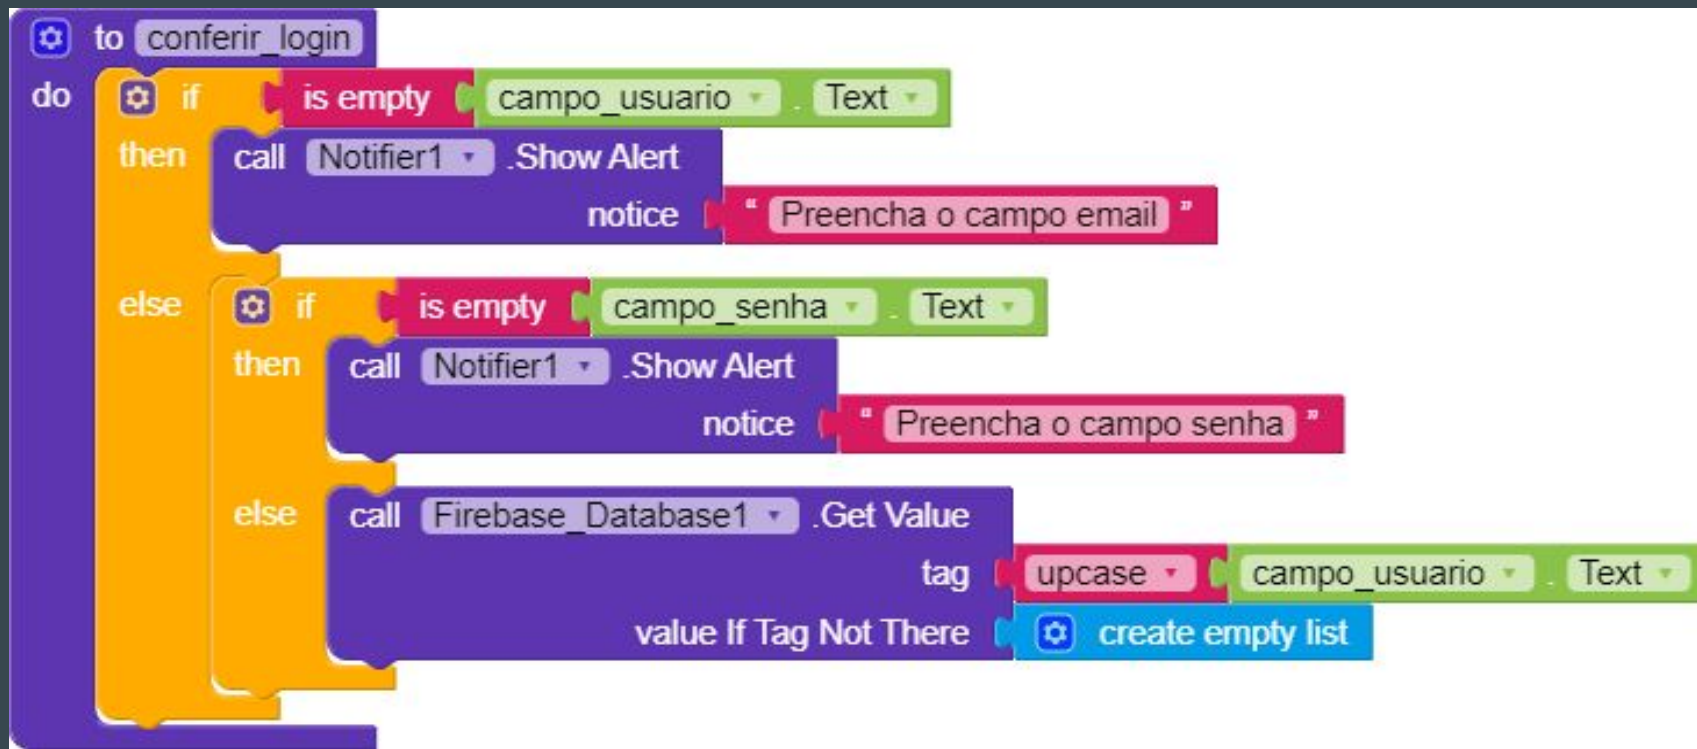 to conferir_login
do if is empty campo_usuario . Text
then call Notifier1 .Show Alert
notice " Preencha o campo email "
else if is empty campo_senha . Text
then call Notifier1 .Show Alert
notice " Preencha o campo senha "
else call Firebase_Database1 .Get Value
tag upcase campo_usuario . Text
value If Tag Not There create empty list